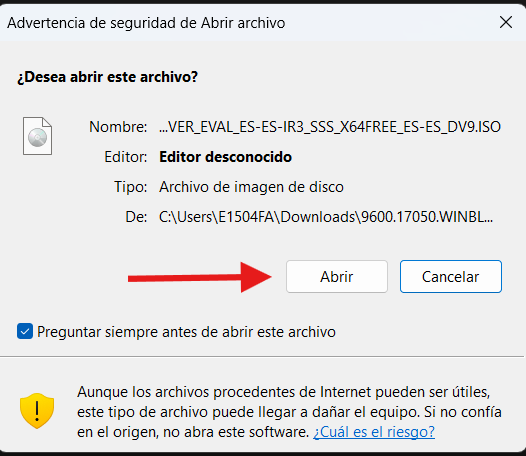 Advertencia de seguridad de Abrir archivo
¿Desea abrir este archivo?
Nombre: ...VER_EVAL_ES-ES-IR3_SSS_X64FREE_ES-ES_DV9.ISO
Editor: Editor desconocido
Tipo: Archivo de imagen de disco
De: C:\Users\E1504FA\Downloads\9600.17050.WINBL...
Abrir Cancelar
Preguntar siempre antes de abrir este archivo
Aunque los archivos procedentes de Internet pueden ser útiles,
este tipo de archivo puede llegar a dañar el equipo. Si no confía
en el origen, no abra este software. ¿Cuál es el riesgo?